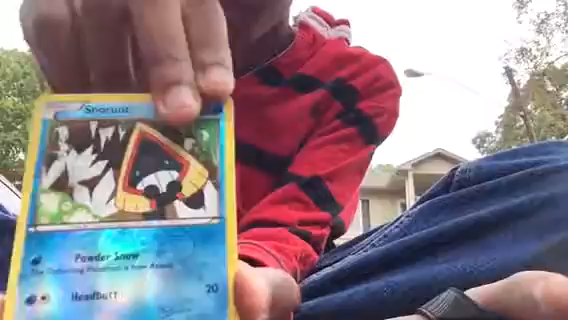 Snorunt
Powder Snow
The Defending Pokémon is now Asleep.
Headbutt 20